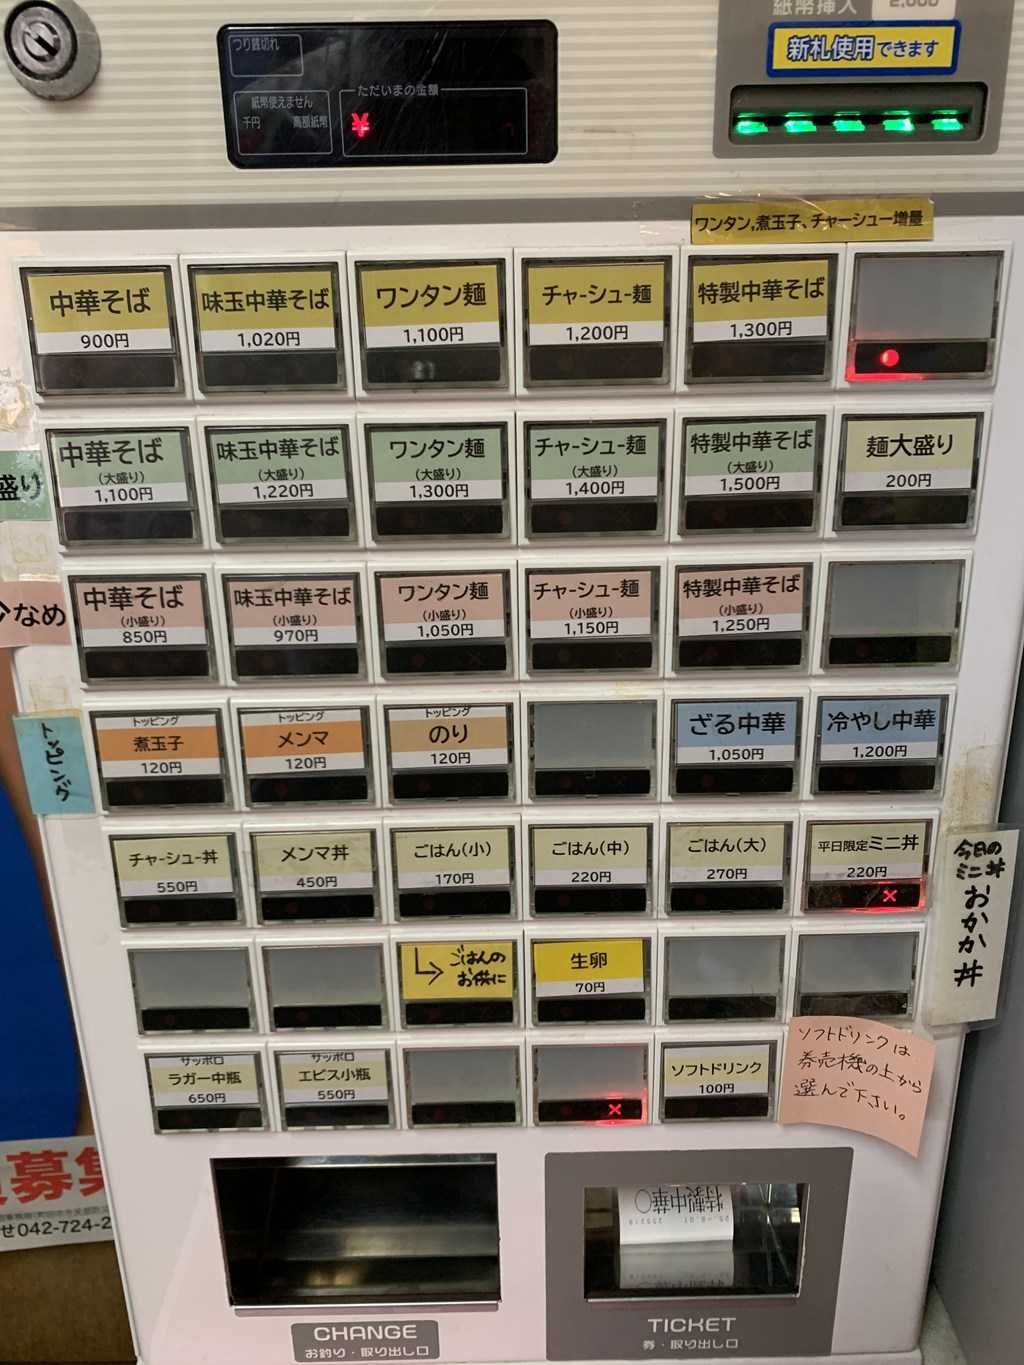 紙幣挿入
2,000
新札使用できます
つり銭切れ
紙幣使えません
千円 高額紙幣
ただいまの金額
¥
ワンタン,煮玉子、チャーシュー増量
中華そば
900円
味玉中華そば
1,020円
ワンタン麺
1,100円
チャーシュー麺
1,200円
特製中華そば
1,300円
盛り
中華そば
(大盛り)
1,100円
味玉中華そば
(大盛り)
1,220円
ワンタン麺
(大盛り)
1,300円
チャーシュー麺
(大盛り)
1,400円
特製中華そば
(大盛り)
1,500円
麺大盛り
200円
少なめ
中華そば
(小盛り)
850円
味玉中華そば
(小盛り)
970円
ワンタン麺
(小盛り)
1,050円
チャーシュー麺
(小盛り)
1,150円
特製中華そば
(小盛り)
1,250円
トッピング
トッピング
煮玉子
120円
トッピング
メンマ
120円
トッピング
のり
120円
ざる中華
1,050円
冷やし中華
1,200円
チャーシュー丼
550円
メンマ丼
450円
ごはん(小)
170円
ごはん(中)
220円
ごはん(大)
270円
平日限定ミニ丼
220円
×
今日の
ミニ丼
おかか丼
ごはんの
お供に
生卵
70円
サッポロ
ラガー中瓶
650円
サッポロ
エビス小瓶
550円
×
ソフトドリンク
100円
ソフトドリンクは
券売機の上から
選んで下さい。
募集
せ042-724-2
特製中華〇
CHANGE
お釣り・取り出し口
TICKET
券・取り出し口